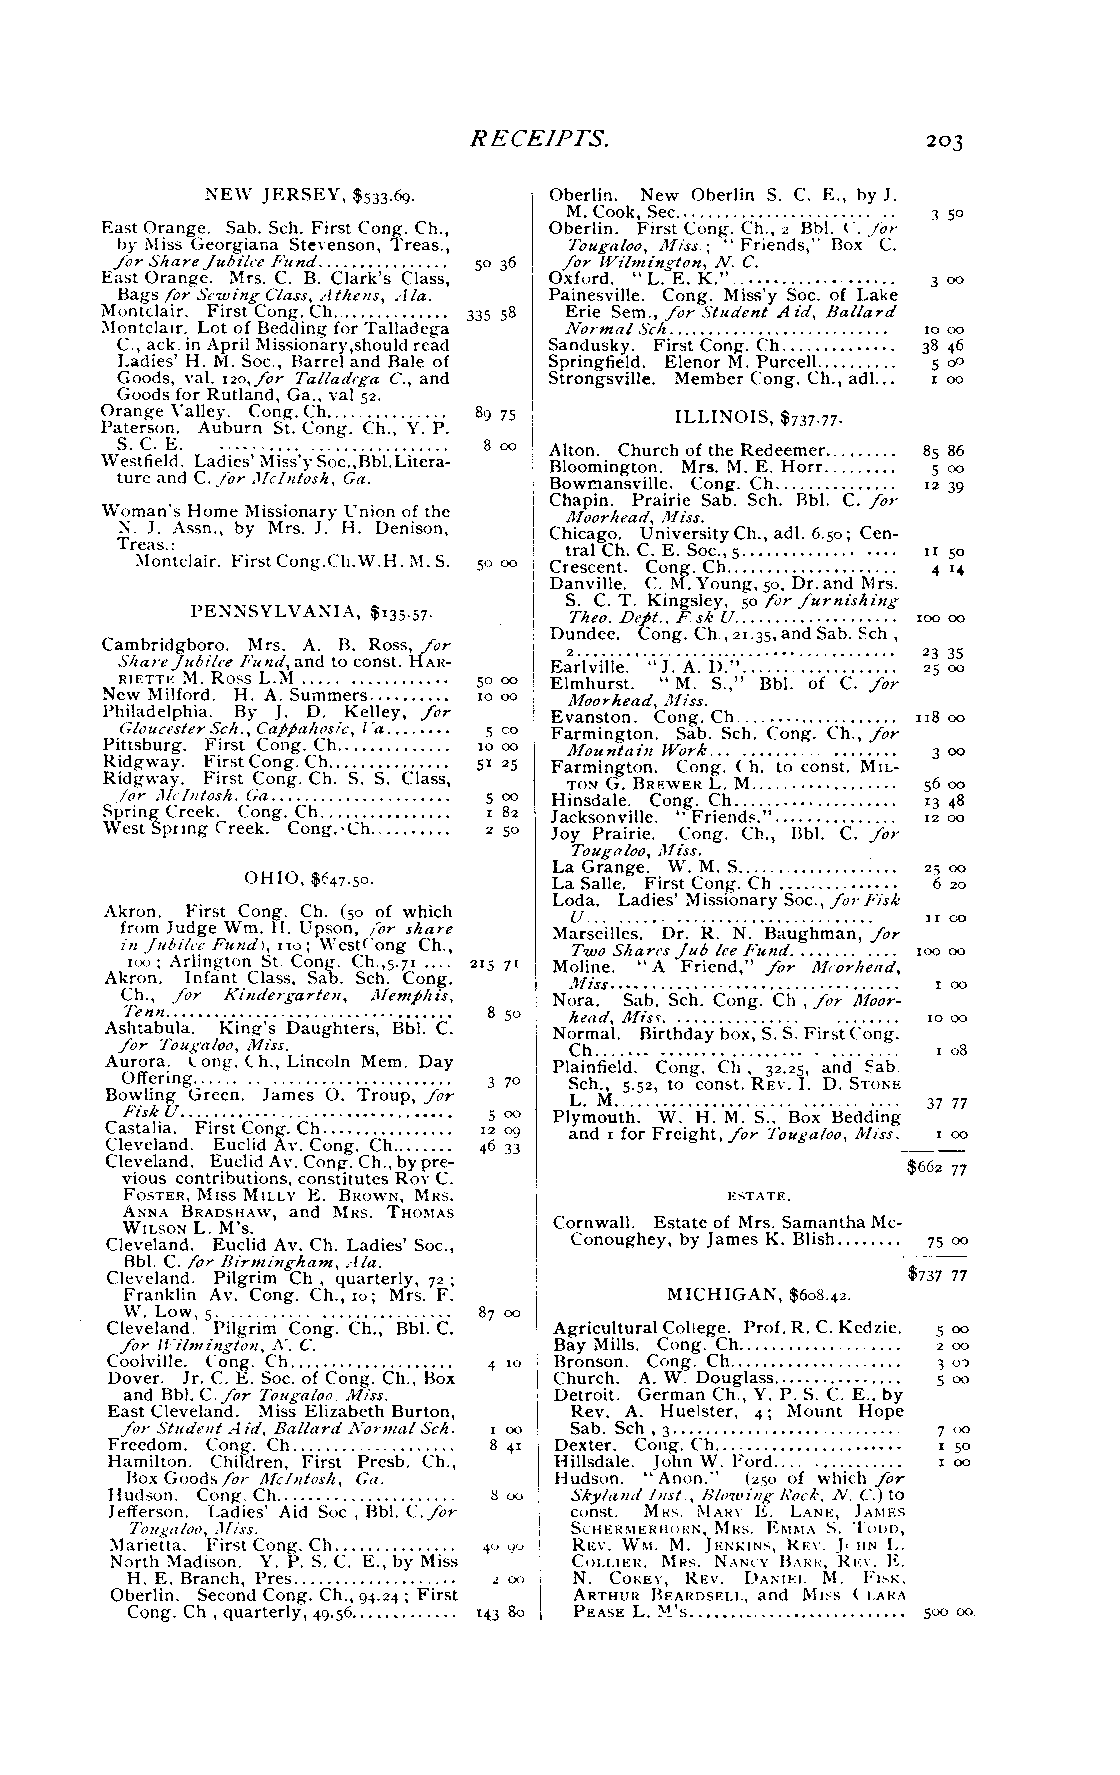 RECEIPTS. 203
NEW JERSEY, $533.69.
East Orange. Sab. Sch. First Cong. Ch.,
by Miss Georgiana Stevenson, Treas.,
for Share Jubilee Fund................ 50 36
East Orange. Mrs. C. B. Clark's Class,
Bags for Sewing Class, Athens, Ala.
Montclair. First Cong. Ch.............. 335 58
Montclair. Lot of Bedding for Talladega
C., ack. in April Missionary,should read
Ladies' H. M. Soc., Barrel and Bale of
Goods, val. 120, for Talladega C., and
Goods for Rutland, Ga., val 52.
Orange Valley. Cong. Ch............... 89 75
Paterson. Auburn St. Cong. Ch., Y. P.
S. C. E. ........................... 8 00
Westfield. Ladies' Miss'y Soc.,Bbl.Litera-
ture and C. for McIntosh, Ga.
Woman's Home Missionary Union of the
N. J. Assn., by Mrs. J. H. Denison,
Treas.:
Montclair. First Cong.Ch.W.H.M.S. 50 00
PENNSYLVANIA, $135.57.
Cambridgboro. Mrs. A. B. Ross, for
Share Jubilee Fund, and to const. HAR-
RIETTE M. ROSS L.M .................. 50 00
New Milford. H. A. Summers.......... 10 00
Philadelphia. By J. D. Kelley, for
Gloucester Sch., Cappahosic, Va........ 5 00
Pittsburg. First Cong. Ch.............. 10 00
Ridgway. First Cong. Ch............... 51 25
Ridgway. First Cong. Ch. S. S. Class,
for McIntosh, Ga...................... 5 00
Spring Creek. Cong. Ch................ 1 82
West Spring Creek. Cong. Ch.......... 2 50
OHIO, $647.50.
Akron. First Cong. Ch. (50 of which
from Judge Wm. H. Upson, for share
in Jubilee Fund), 110; West Cong Ch.,
100; Arlington St. Cong. Ch.,5.71 .... 215 71
Akron. Infant Class, Sab. Sch. Cong.
Ch., for Kindergarten, Memphis,
Tenn................................... 8 50
Ashtabula. King's Daughters, Bbl. C.
for Tougaloo, Miss.
Aurora. Cong. Ch., Lincoln Mem. Day
Offering................................ 3 70
Bowling Green. James O. Troup, for
Fisk U................................. 5 00
Castalia. First Cong. Ch................ 12 09
Cleveland. Euclid Av. Cong. Ch........ 46 33
Cleveland. Euclid Av. Cong. Ch., by pre-
vious contributions, constitutes ROY C.
FOSTER, MISS MILLY E. BROWN, MRS.
ANNA BRADSHAW, and MRS. THOMAS
WILSON L. M's.
Cleveland. Euclid Av. Ch. Ladies' Soc.,
Bbl. C. for Birmingham, Ala.
Cleveland. Pilgrim Ch , quarterly, 72;
Franklin Av. Cong. Ch., 10; Mrs. F.
W. Low, 5............................. 87 00
Cleveland. Pilgrim Cong. Ch., Bbl. C.
for Wilmington, N. C.
Coolville. Cong. Ch.................... 4 10
Dover. Jr. C. E. Soc. of Cong. Ch., Box
and Bbl. C. for Tougaloo, Miss.
East Cleveland. Miss Elizabeth Burton,
for Student Aid, Ballard Normal Sch. 1 00
Freedom. Cong. Ch.................... 8 41
Hamilton. Children, First Presb. Ch.,
Box Goods for McIntosh, Ga.
Hudson. Cong. Ch...................... 8 00
Jefferson. Ladies' Aid Soc , Bbl. C. for
Tougaloo, Miss.
Marietta. First Cong. Ch............... 40 90
North Madison. Y. P. S. C. E., by Miss
H. E. Branch, Pres.................... 2 00
Oberlin. Second Cong. Ch., 94.24; First
Cong. Ch , quarterly, 49.56............. 143 80
Oberlin. New Oberlin S. C. E., by J.
M. Cook, Sec.......................... 3 50
Oberlin. First Cong. Ch., 2 Bbl. C. for
Tougaloo, Miss.; "Friends," Box C.
for Wilmington, N. C.
Oxford. "L. E. K."................... 3 00
Painesville. Cong. Miss'y Soc. of Lake
Erie Sem., for Student Aid, Ballard
Normal Sch........................... 10 00
Sandusky. First Cong. Ch.............. 38 46
Springfield. Elenor M. Purcell.......... 5 00
Strongsville. Member Cong. Ch., adl... 1 00
ILLINOIS, $737.77.
Alton. Church of the Redeemer......... 85 86
Bloomington. Mrs. M. E. Horr......... 5 00
Bowmansville. Cong. Ch............... 12 39
Chapin. Prairie Sab. Sch. Bbl. C. for
Moorhead, Miss.
Chicago. University Ch., adl. 6.50; Cen-
tral Ch. C. E. Soc., 5.................. 11 50
Crescent. Cong. Ch.................... 4 14
Danville. C. M. Young, 50, Dr. and Mrs.
S. C. T. Kingsley, 50 for furnishing
Theo. Dept., F sk U.................... 100 00
Dundee. Cong. Ch., 21.35, and Sab. Sch ,
2....................................... 23 35
Earlville. "J. A. D."................... 25 00
Elmhurst. "M. S.," Bbl. of C. for
Moorhead, Miss.
Evanston. Cong. Ch.................... 118 00
Farmington. Sab. Sch. Cong. Ch., for
Mountain Work....................... 3 00
Farmington. Cong. Ch. to const. MIL-
TON G. BREWER L. M.................. 56 00
Hinsdale. Cong. Ch.................... 13 48
Jacksonville. "Friends."............... 12 00
Joy Prairie. Cong. Ch., Bbl. C. for
Tougaloo, Miss.
La Grange. W. M. S.................... 25 00
La Salle. First Cong. Ch ............... 6 20
Loda. Ladies' Missionary Soc., for Fisk
U..................................... 11 00
Marseilles. Dr. R. N. Baughman, for
Two Shares Jub lee Fund............. 100 00
Moline. "A Friend," for Moorhead,
Miss................................... 1 00
Nora. Sab. Sch. Cong. Ch , for Moor-
head, Miss. ........................... 10 00
Normal. Birthday box, S. S. First Cong.
Ch..................................... 1 08
Plainfield. Cong. Ch , 32.25, and Sab.
Sch., 5.52, to const. REV. I. D. STONE
L. M................................... 37 77
Plymouth. W. H. M. S., Box Bedding
and 1 for Freight, for Tougaloo, Miss. 1 00
$662 77
ESTATE.
Cornwall. Estate of Mrs. Samantha Mc-
Conoughey, by James K. Blish........ 75 00
$737 77
MICHIGAN, $608.42.
Agricultural College. Prof. R. C. Kedzie. 5 00
Bay Mills. Cong. Ch.................... 2 00
Bronson. Cong. Ch..................... 3 00
Church. A. W. Douglass................ 5 00
Detroit. German Ch., Y. P. S. C. E., by
Rev. A. Huelster, 4; Mount Hope
Sab. Sch , 3............................ 7 00
Dexter. Cong. Ch....................... 1 50
Hillsdale. John W. Ford................ 1 00
Hudson. "Anon." (250 of which for
Skyland Inst., Blowing Rock, N. C.) to
const. MRS. MARY E. LANE, JAMES
SCHERMERHORN, MRS. EMMA S. TODD,
REV. WM. M. JENKINS, REV. JOHN L.
COLLIER, MRS. NANCY BARK, REV. E.
N. COREY, REV. DANIEL M. FISK,
ARTHUR BEARDSELL, and MISS CLARA
PEASE L. M's........................... 500 00